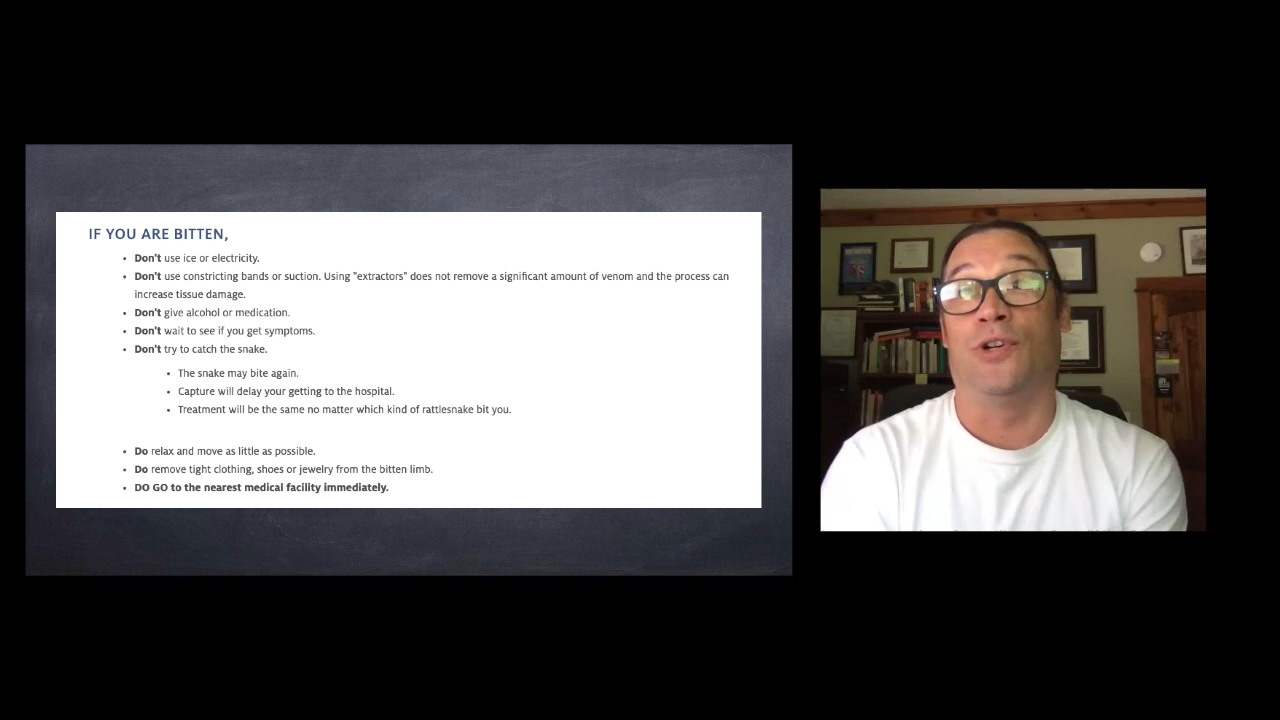 IF YOU ARE BITTEN,
• Don't use ice or electricity.
• Don't use constricting bands or suction. Using "extractors" does not remove a significant amount of venom and the process can
increase tissue damage.
• Don't give alcohol or medication.
• Don't wait to see if you get symptoms.
• Don't try to catch the snake.
• The snake may bite again.
• Capture will delay your getting to the hospital.
• Treatment will be the same no matter which kind of rattlesnake bit you.
• Do relax and move as little as possible.
• Do remove tight clothing, shoes or jewelry from the bitten limb.
• DO GO to the nearest medical facility immediately.